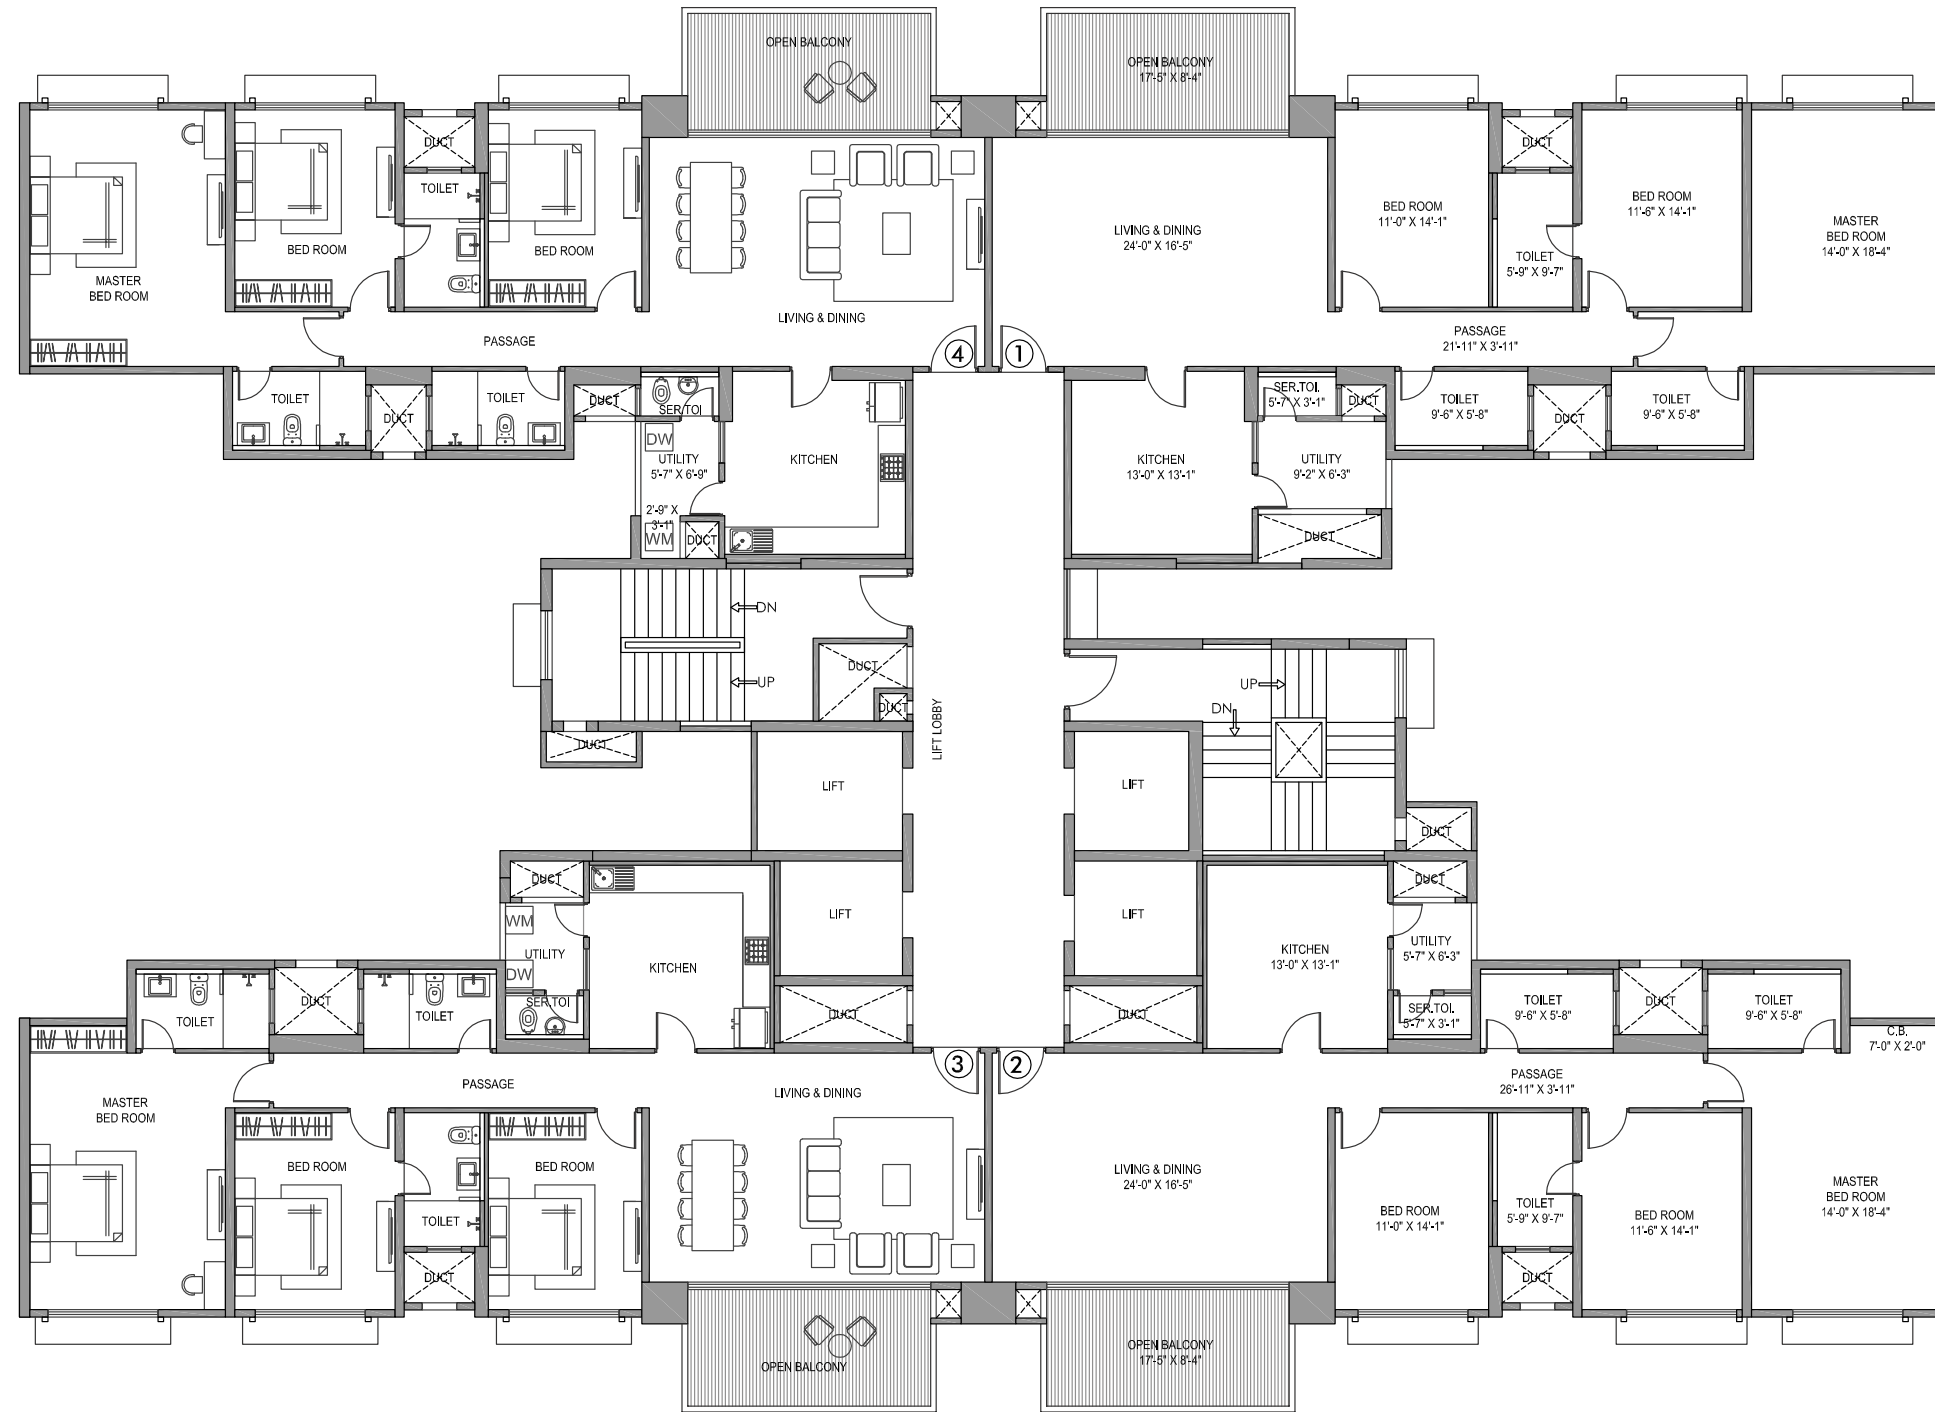 OPEN BALCONY
OPEN BALCONY
17'-5" X 8'-4"
DUCT
DUCT
TOILET
BED ROOM
BED ROOM
MASTER
BED ROOM
LIVING & DINING
24'-0" X 16'-5"
BED ROOM
11'-0" X 14'-1"
BED ROOM
11'-6" X 14'-1"
MASTER
BED ROOM
14'-0" X 18'-4"
TOILET
5'-9" X 9'-7"
LIVING & DINING
PASSAGE
PASSAGE
21'-11" X 3'-11"
4
1
TOILET
DUCT
TOILET
DUCT
SER.TOI
SER.TOI.
5'-7" X 3'-1"
DUCT
TOILET
9'-6" X 5'-8"
DUCT
TOILET
9'-6" X 5'-8"
DW
UTILITY
5'-7" X 6'-9"
KITCHEN
KITCHEN
13'-0" X 13'-1"
UTILITY
9'-2" X 6'-3"
2'-9" X
3'-1"
WM
DUCT
DUCT
DN
UP
DUCT
DUCT
DUCT
LIFT LOBBY
UP
DN
LIFT
LIFT
DUCT
DUCT
WM
UTILITY
DW
SER.TOI
KITCHEN
LIFT
LIFT
KITCHEN
13'-0" X 13'-1"
DUCT
UTILITY
5'-7" X 6'-3"
SER.TOI.
5'-7" X 3'-1"
DUCT
DUCT
TOILET
DUCT
TOILET
TOILET
9'-6" X 5'-8"
DUCT
TOILET
9'-6" X 5'-8"
C.B.
7'-0" X 2'-0"
3
2
PASSAGE
PASSAGE
26'-11" X 3'-11"
LIVING & DINING
MASTER
BED ROOM
BED ROOM
BED ROOM
TOILET
DUCT
LIVING & DINING
24'-0" X 16'-5"
BED ROOM
11'-0" X 14'-1"
TOILET
5'-9" X 9'-7"
DUCT
BED ROOM
11'-6" X 14'-1"
MASTER
BED ROOM
14'-0" X 18'-4"
OPEN BALCONY
OPEN BALCONY
17'-5" X 8'-4"